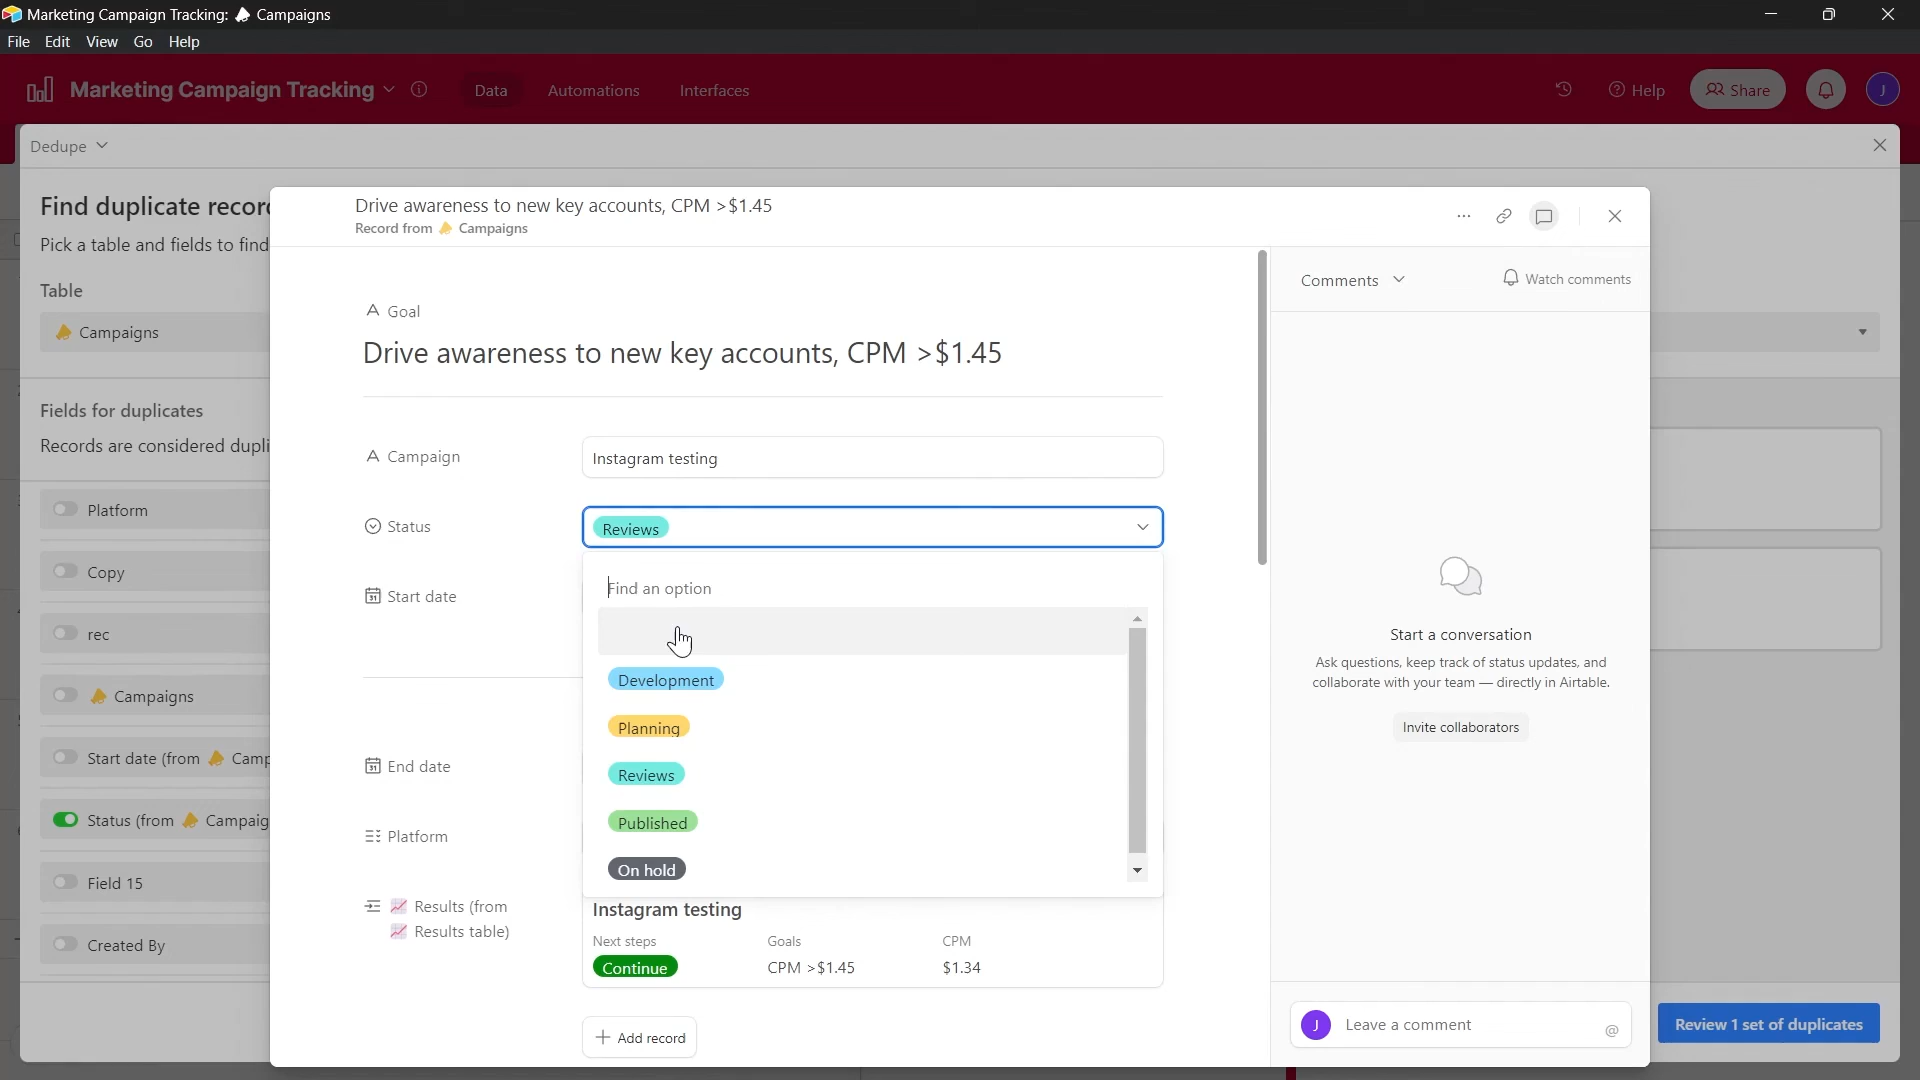 Marketing Campaign Tracking: Campaigns
File Edit View Go Help
Marketing Campaign Tracking
Data Automations Interfaces
Help
Share
J
Dedupe
Find duplicate recor
Pick a table and fields to find
Table
Campaigns
Fields for duplicates
Records are considered dupli
Platform
Copy
rec
Campaigns
Start date (from Camp
Status (from Campaig
Field 15
Created By
Drive awareness to new key accounts, CPM >$1.45
Record from Campaigns
Goal
Drive awareness to new key accounts, CPM >$1.45
Campaign
Instagram testing
Status
Reviews
Find an option
Start date
Development
Planning
Reviews
Published
On hold
End date
Platform
Results (from
Results table)
Instagram testing
Next steps Goals CPM
Continue CPM >$1.45 $1.34
Add record
Comments
Watch comments
Start a conversation
Ask questions, keep track of status updates, and
collaborate with your team — directly in Airtable.
Invite collaborators
J
Leave a comment
@
Review 1 set of duplicates